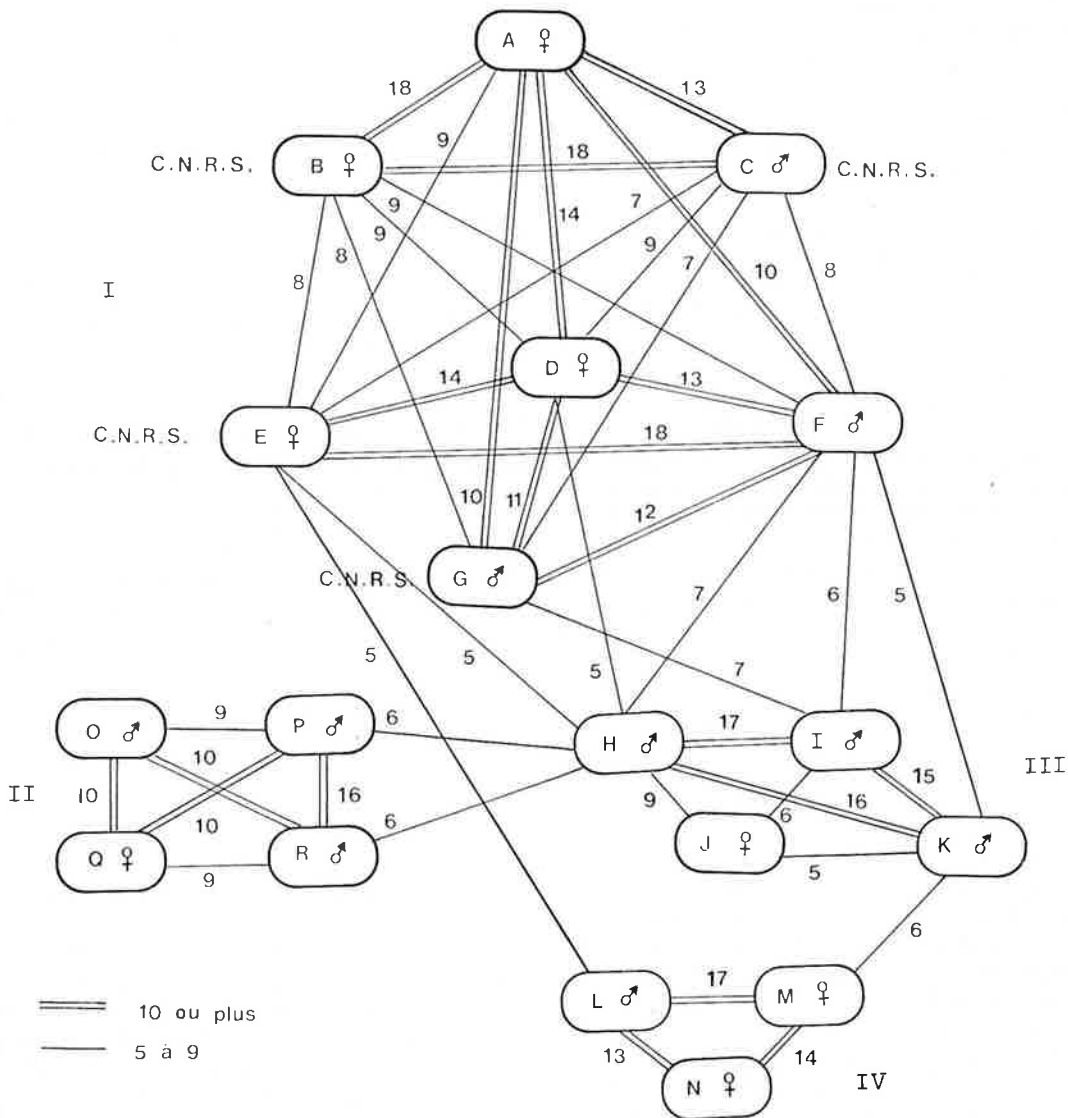 A ♀
18
13
9
C.N.R.S.
B ♀
18
C ♂
C.N.R.S.
9
7
9
14
9
8
7
10
8
8
I
D ♀
14
13
C.N.R.S.
E ♀
18
F ♂
10
11
12
C.N.R.S.
G ♂
7
6
5
5
5
5
7
O ♂
9
P ♂
6
H ♂
17
I ♂
II
10
10
16
15
III
10
9
16
6
Q ♀
9
R ♂
6
J ♀
5
K ♂
6
L ♂
17
M ♀
10 ou plus
5 à 9
13
14
N ♀
IV